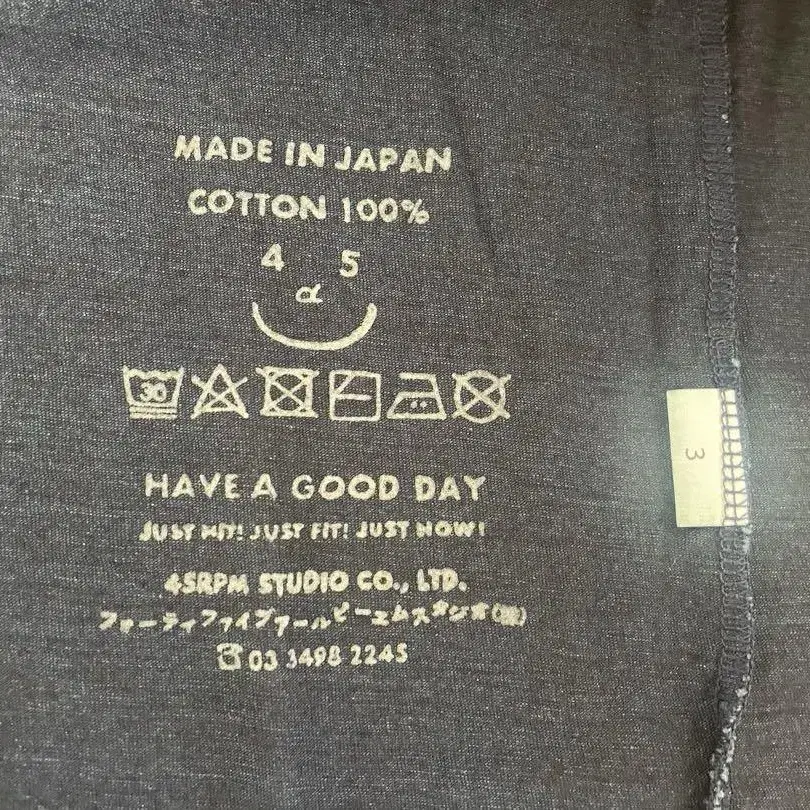 MADE IN JAPAN
COTTON 100%
4 5
α
30
HAVE A GOOD DAY
JUST HIT! JUST FIT! JUST NOW!
45RPM STUDIO CO., LTD.
フォーティファイブアールピーエムスタジオ(株)
☎03 3498 2245
3